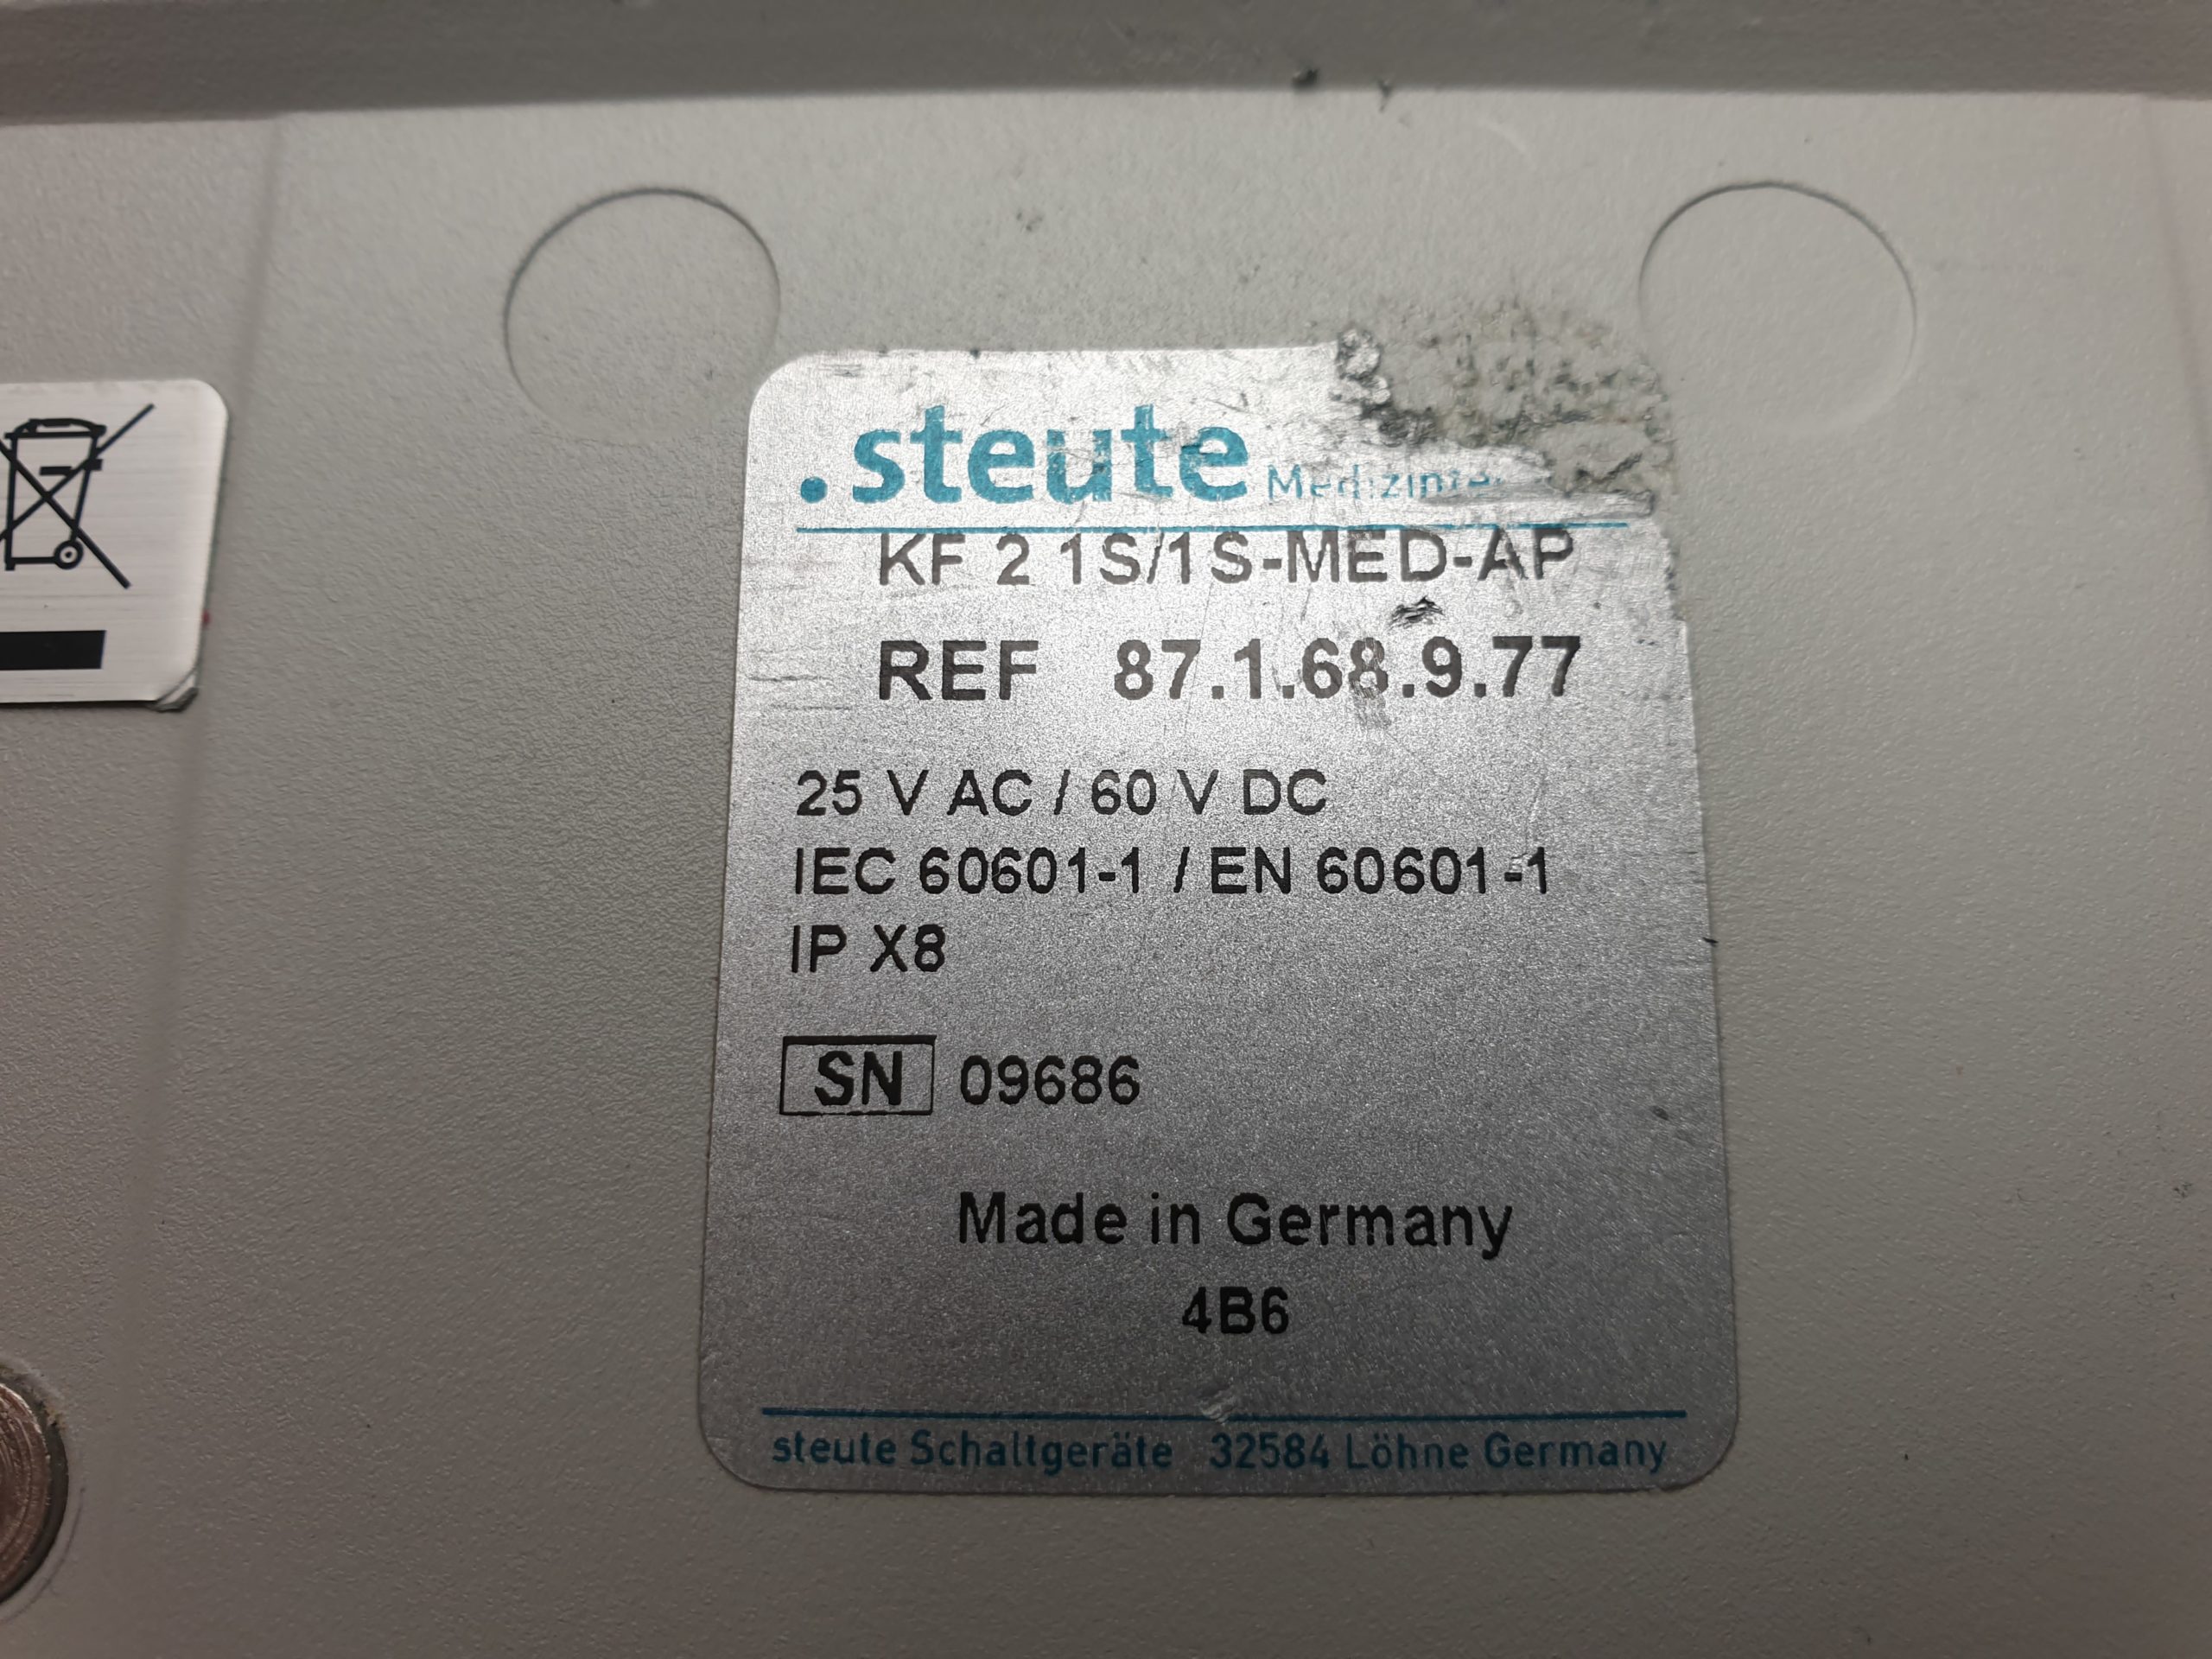 .steute
KF 2 1S/1S-MED-AP
REF 87.1.68.9.77
25 V AC / 60 V DC
IEC 60601-1 / EN 60601-1
IP X8
SN 09686
Made in Germany
4B6
steute Schaltgeräte 32584 Löhne Germany